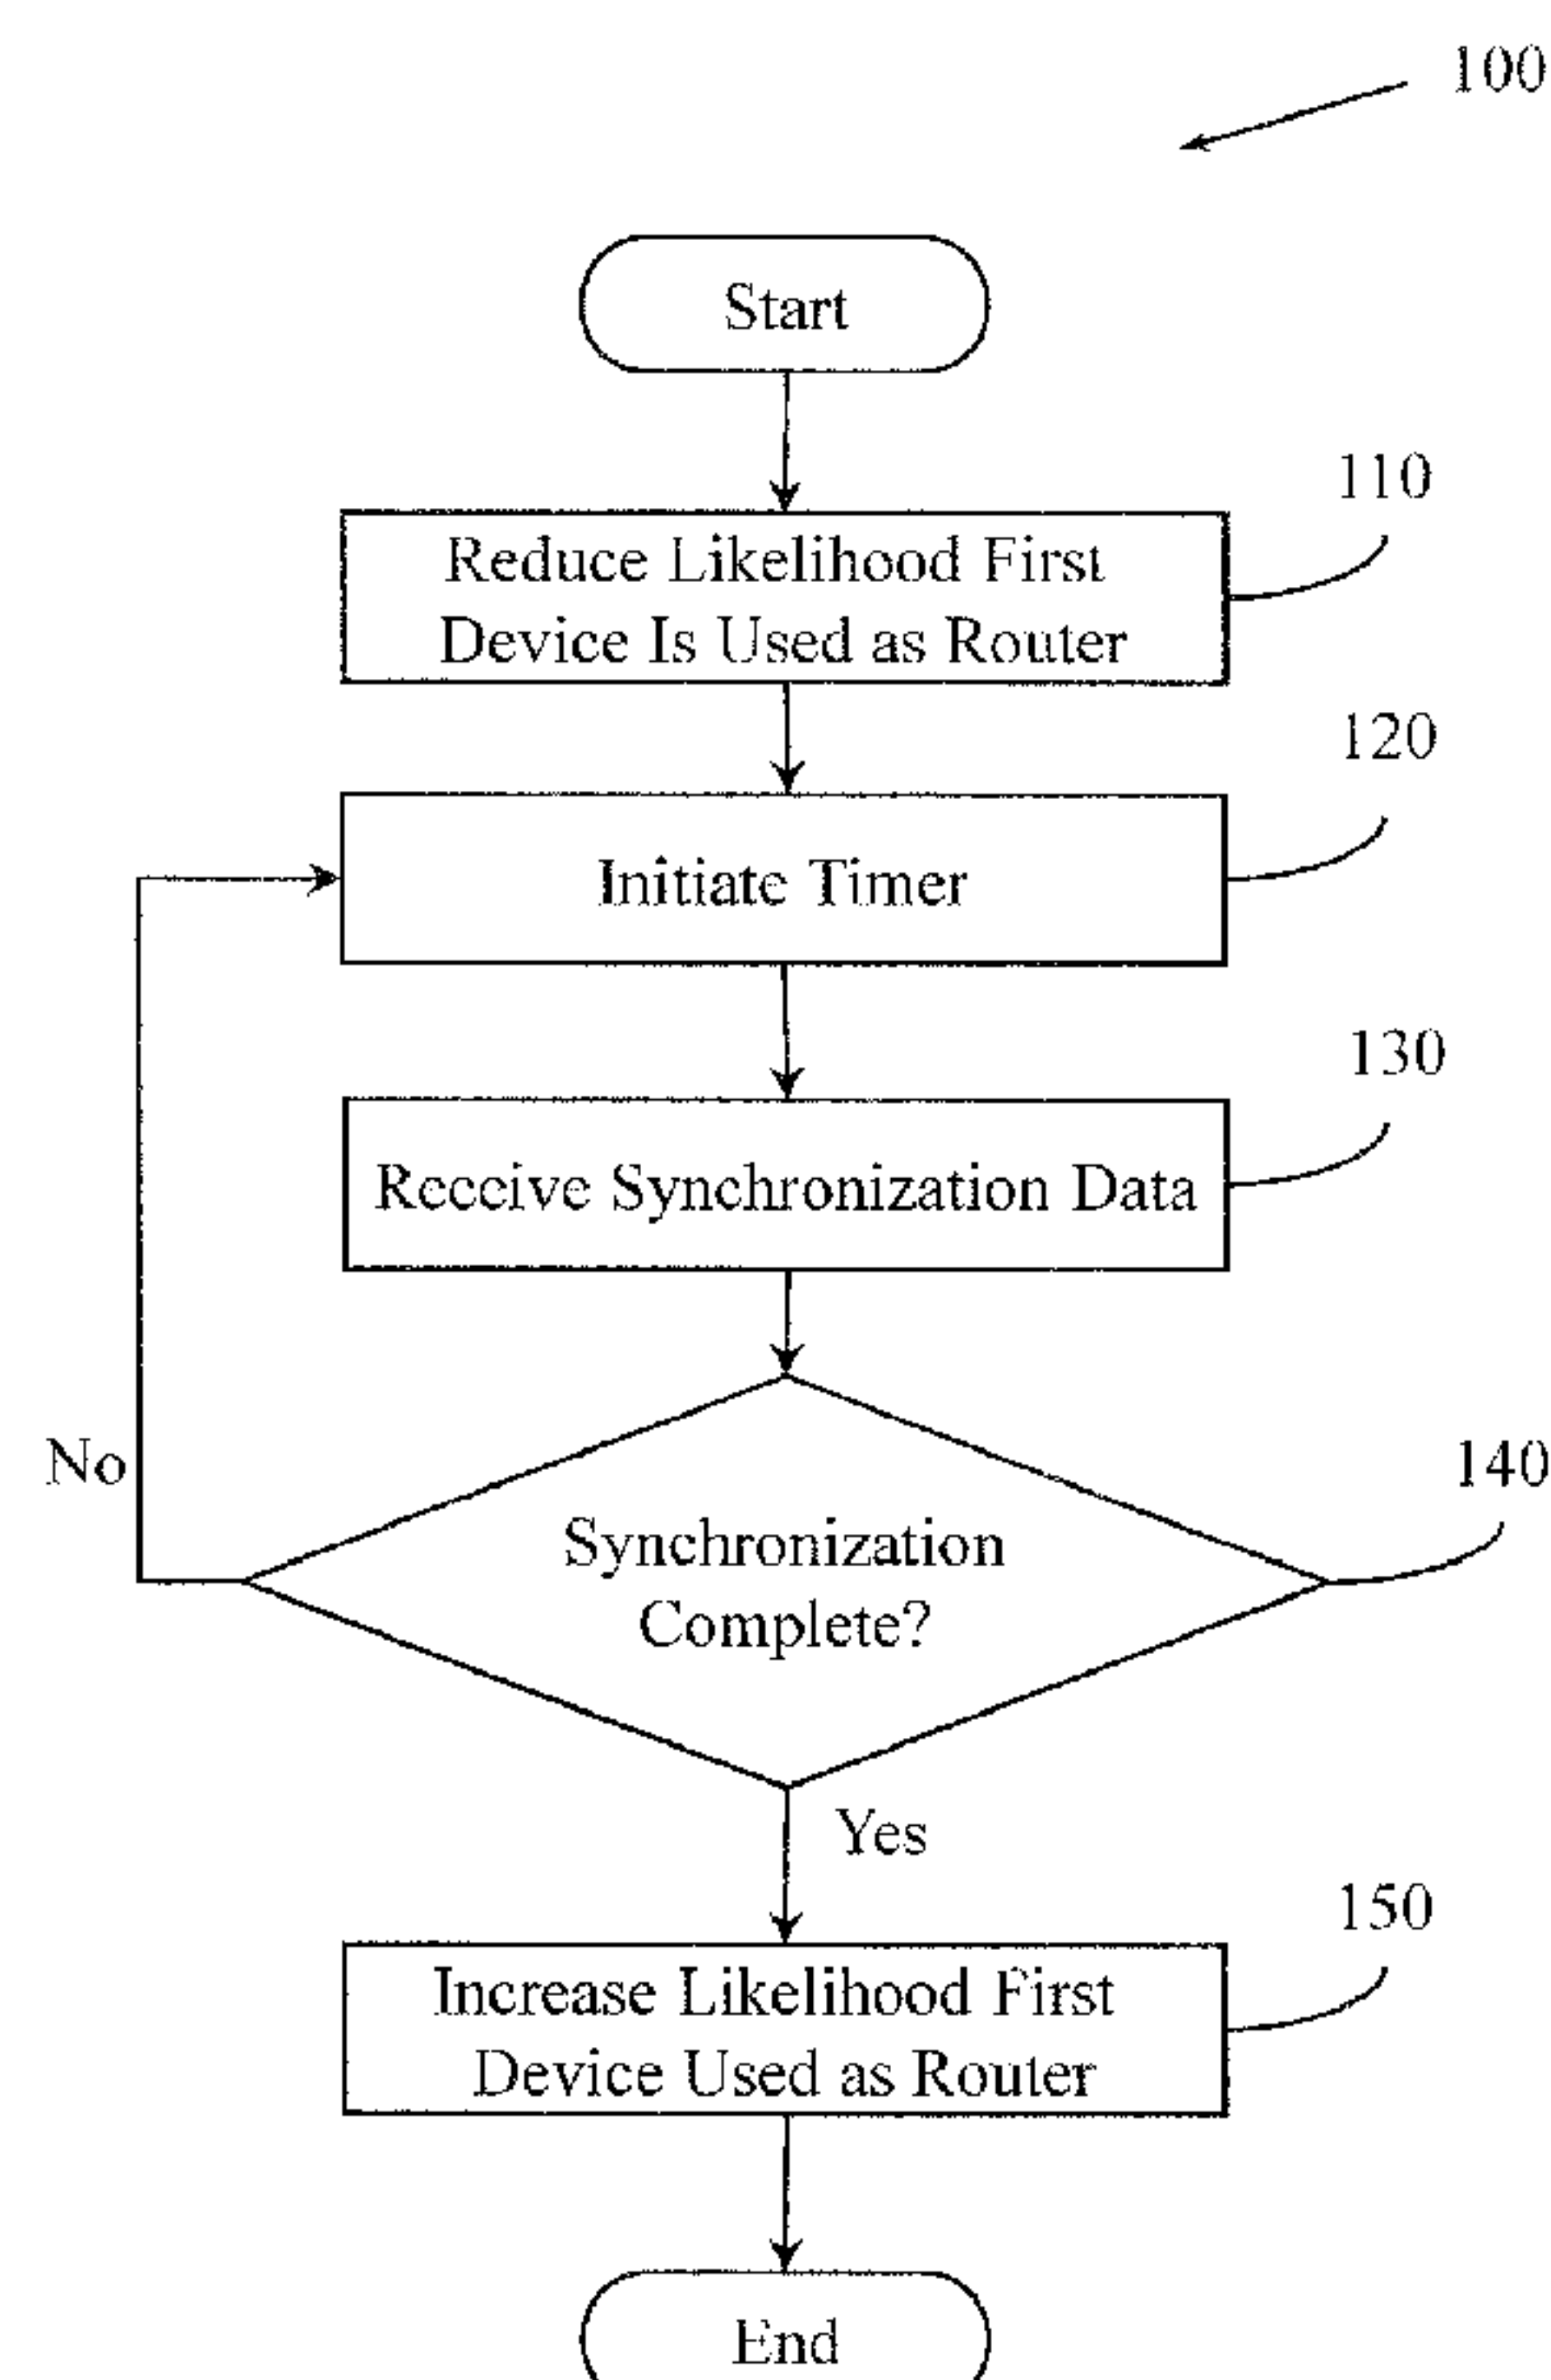 100
Start
110
Reduce Likelihood First
Device Is Used as Router
120
Initiate Timer
130
Receive Synchronization Data
No
140
Synchronization
Complete?
Yes
150
Increase Likelihood First
Device Used as Router
End